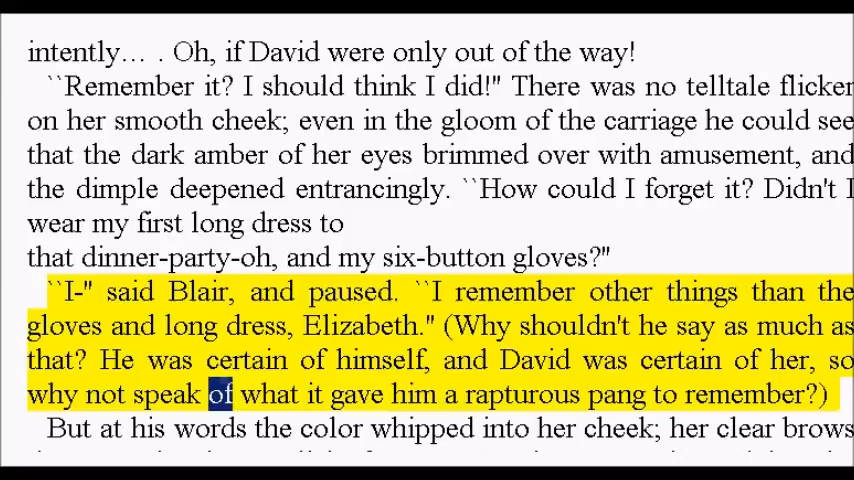 intently… . Oh, if David were only out of the way!
``Remember it? I should think I did!'' There was no telltale flicker
on her smooth cheek; even in the gloom of the carriage he could see
that the dark amber of her eyes brimmed over with amusement, and
the dimple deepened entrancingly. ``How could I forget it? Didn't I
wear my first long dress to
that dinner-party-oh, and my six-button gloves?''
``I-'' said Blair, and paused. ``I remember other things than the
gloves and long dress, Elizabeth.'' (Why shouldn't he say as much as
that? He was certain of himself, and David was certain of her, so
why not speak of what it gave him a rapturous pang to remember?)
But at his words the color whipped into her cheek; her clear brows